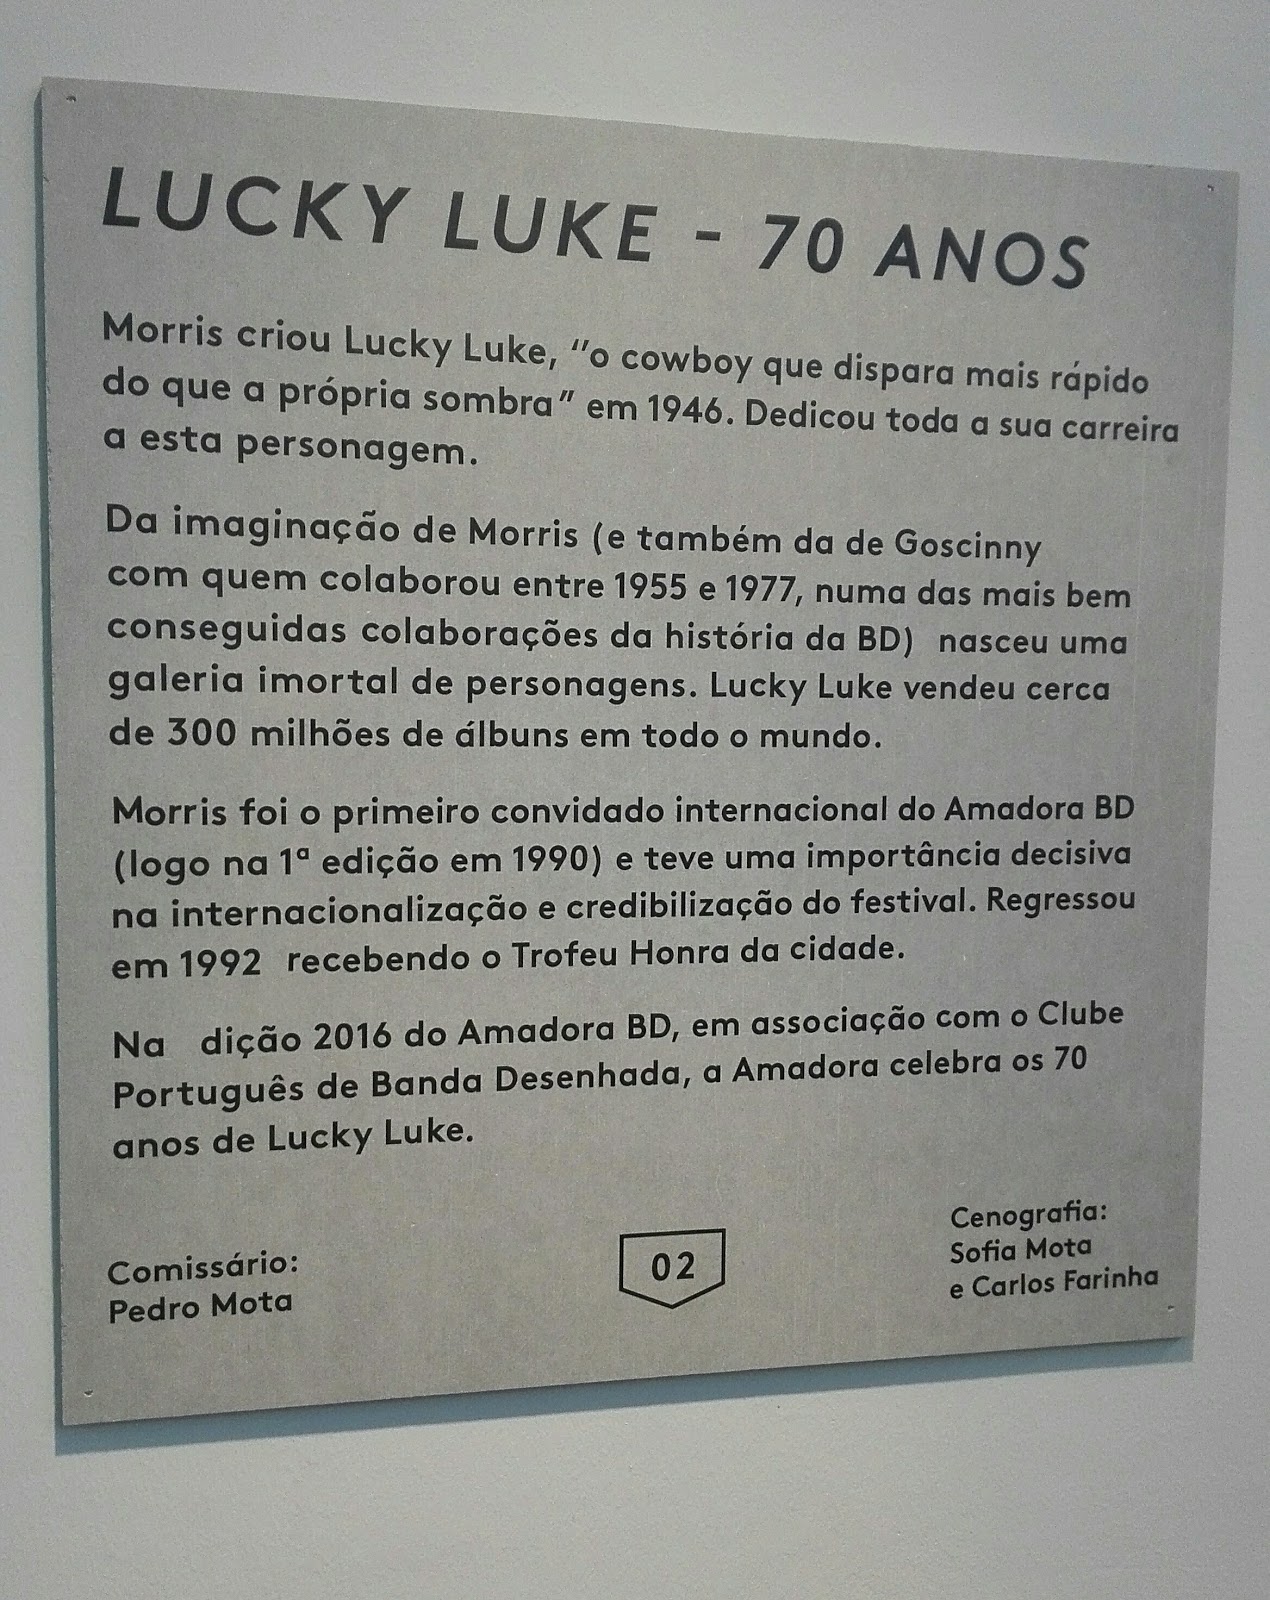 LUCKY LUKE - 70 ANOS
Morris criou Lucky Luke, "o cowboy que dispara mais rápido
do que a própria sombra" em 1946. Dedicou toda a sua carreira
a esta personagem.
Da imaginação de Morris (e também da de Goscinny
com quem colaborou entre 1955 e 1977, numa das mais bem
conseguidas colaborações da história da BD)  nasceu uma
galeria imortal de personagens. Lucky Luke vendeu cerca
de 300 milhões de álbuns em todo o mundo.
Morris foi o primeiro convidado internacional do Amadora BD
(logo na 1ª edição em 1990) e teve uma importância decisiva
na internacionalização e credibilização do festival. Regressou
em 1992  recebendo o Trofeu Honra da cidade.
Na   dição 2016 do Amadora BD, em associação com o Clube
Português de Banda Desenhada, a Amadora celebra os 70
anos de Lucky Luke.
Comissário:
Pedro Mota
02
Cenografia:
Sofia Mota
e Carlos Farinha